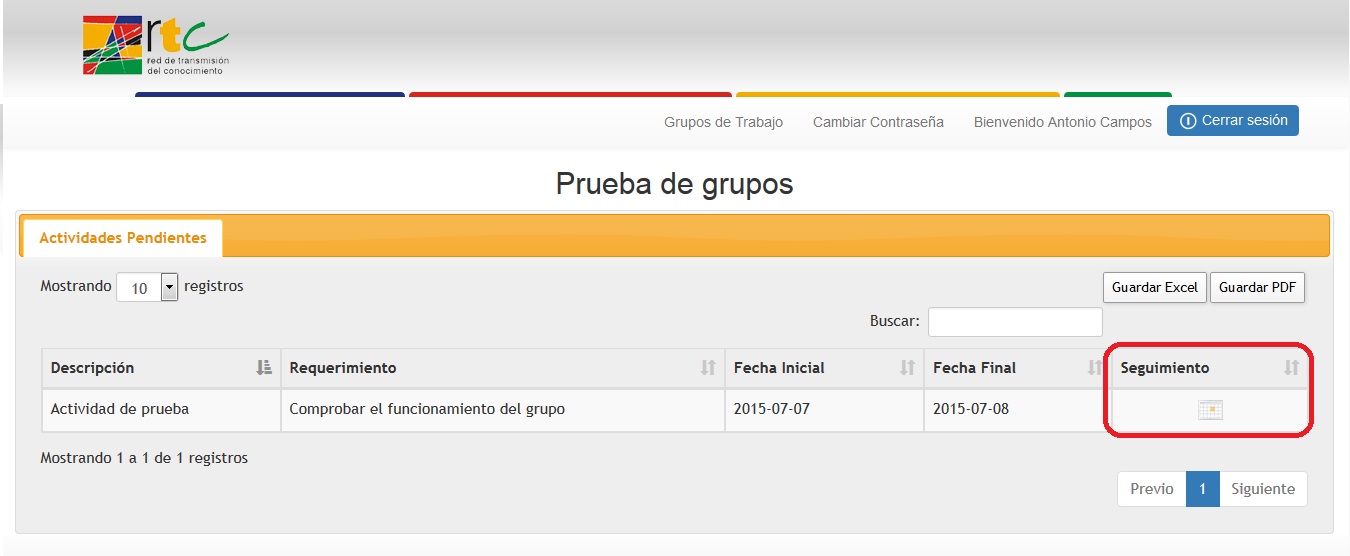 rtc
red de transmisión
del conocimiento
Grupos de Trabajo Cambiar Contraseña Bienvenido Antonio Campos Cerrar sesión
Prueba de grupos
Actividades Pendientes
Mostrando 10 registros Guardar Excel Guardar PDF
Buscar:
Descripción Requerimiento Fecha Inicial Fecha Final Seguimiento
Actividad de prueba Comprobar el funcionamiento del grupo 2015-07-07 2015-07-08
Mostrando 1 a 1 de 1 registros
Previo 1 Siguiente